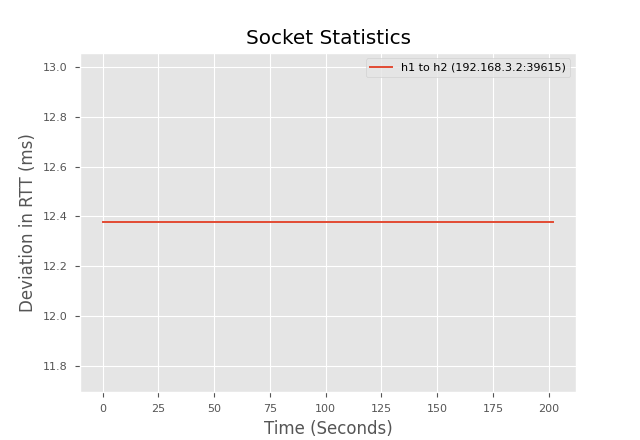 Socket Statistics
h1 to h2 (192.168.3.2:39615)
Deviation in RTT (ms)
13.0
12.8
12.6
12.4
12.2
12.0
11.8
0 25 50 75 100 125 150 175 200
Time (Seconds)